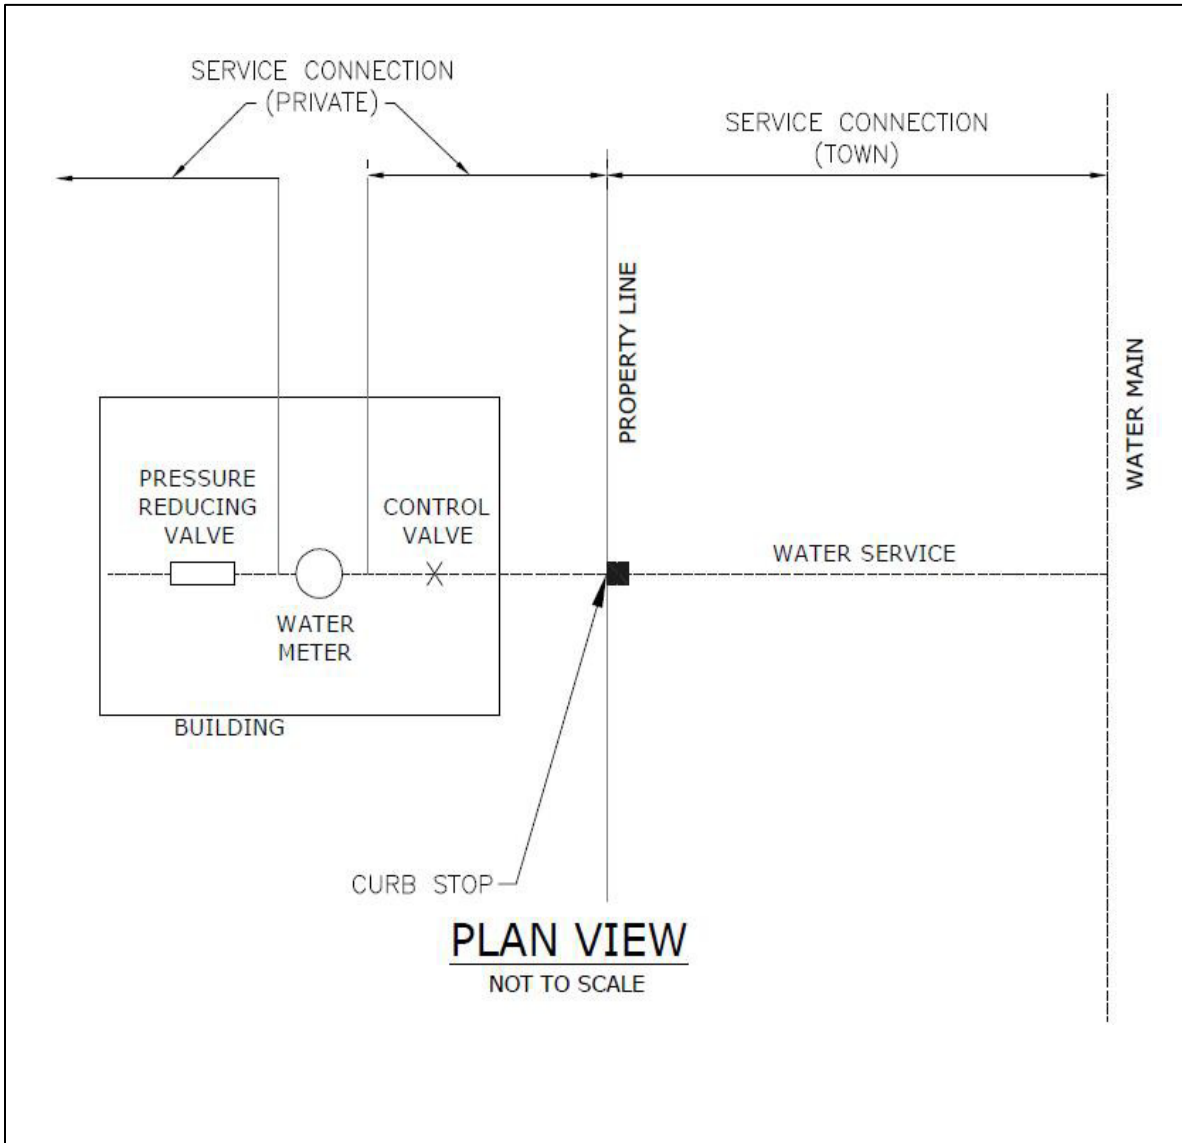 SERVICE CONNECTION
(PRIVATE)
SERVICE CONNECTION
(TOWN)
PROPERTY LINE
WATER MAIN
PRESSURE
REDUCING
VALVE
CONTROL
VALVE
WATER SERVICE
WATER
METER
BUILDING
CURB STOP
PLAN VIEW
NOT TO SCALE